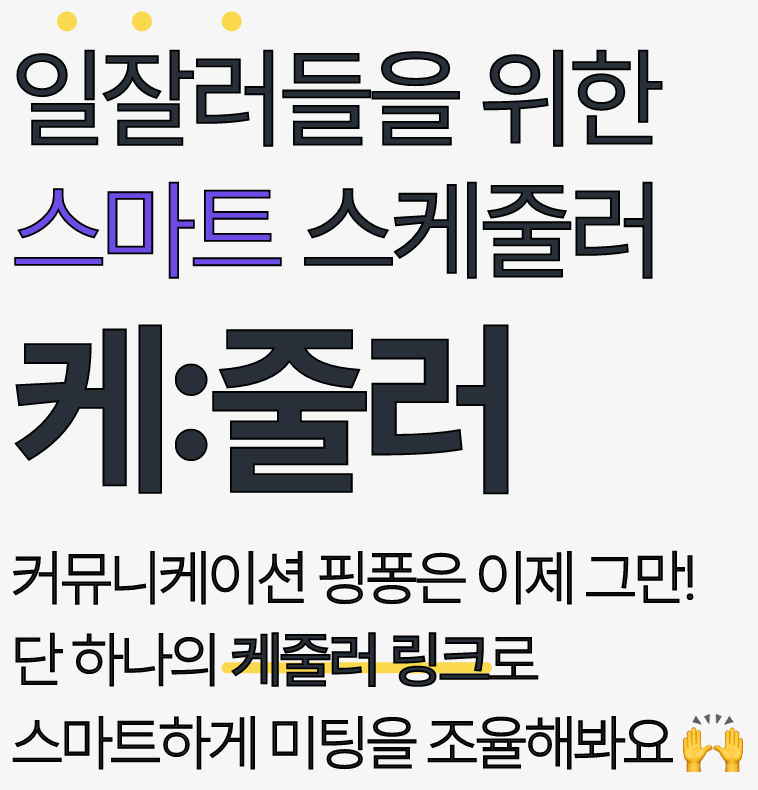 일잘러들을 위한
스마트 스케줄러
케:줄러
커뮤니케이션 핑퐁은 이제 그만!
단 하나의 케줄러 링크로
스마트하게 미팅을 조율해봐요 🙌